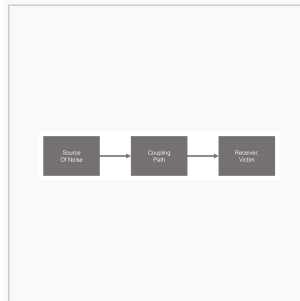 Source
Of Noise
Coupling
Path
Receiver,
Victim